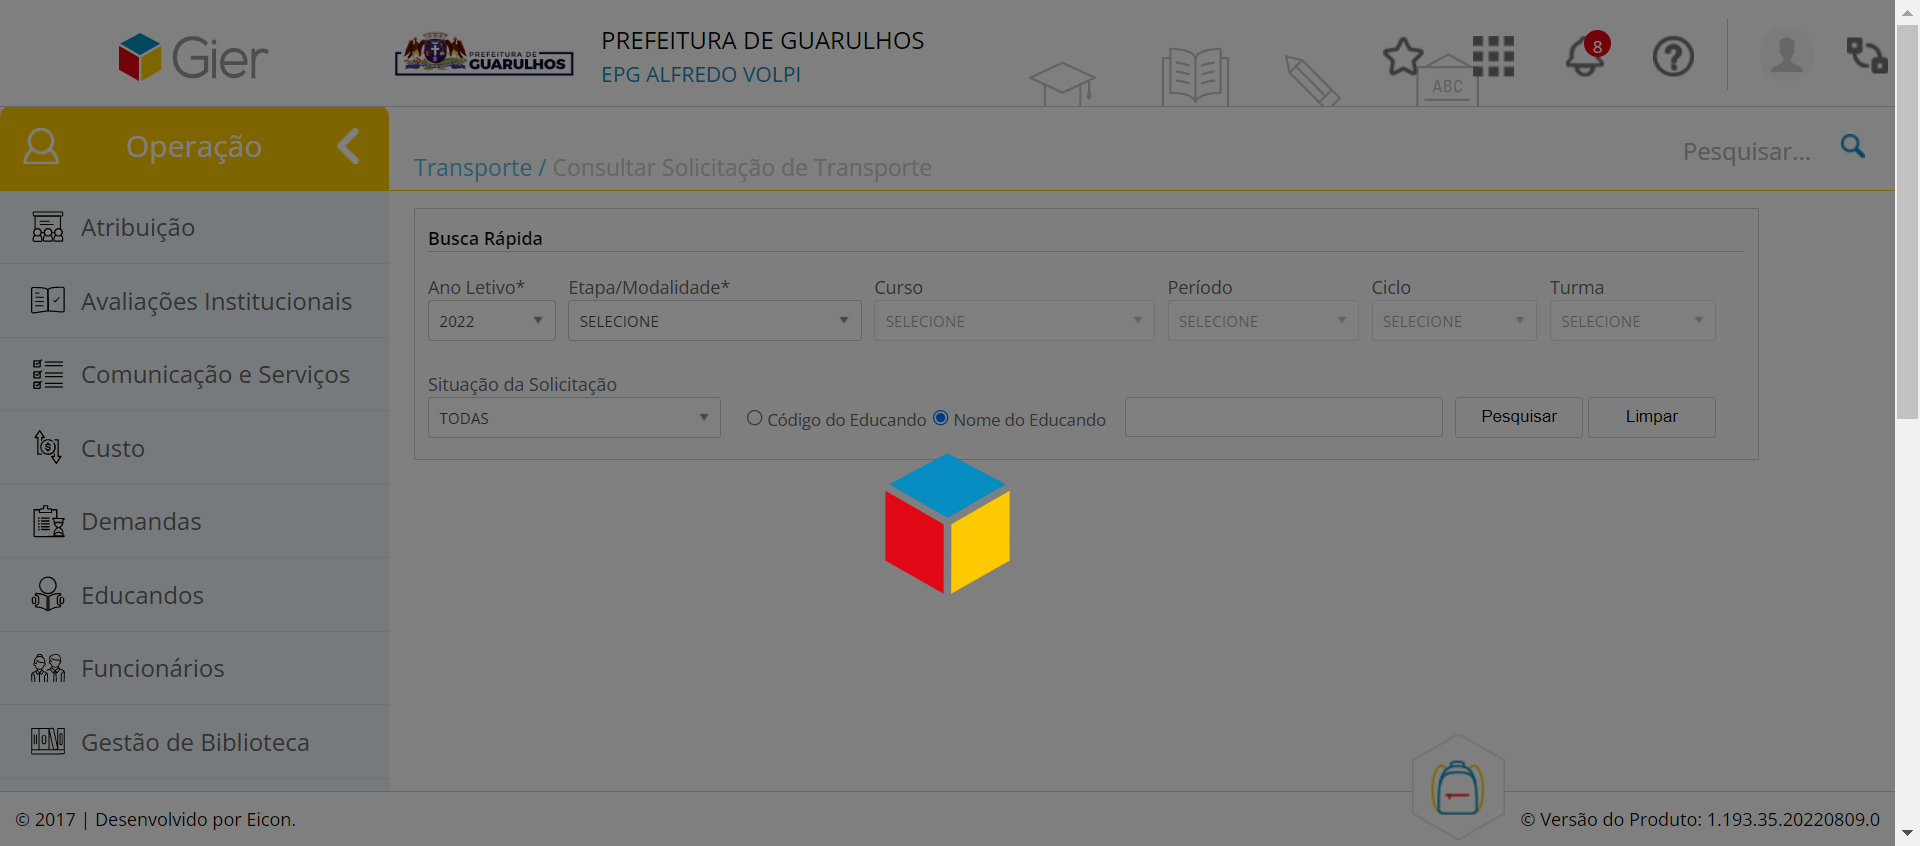 Gier
PREFEITURA DE
GUARULHOS
PREFEITURA DE GUARULHOS
EPG ALFREDO VOLPI
ABC
8
Operação
Transporte / Consultar Solicitação de Transporte
Pesquisar...
Atribuição
Avaliações Institucionais
Comunicação e Serviços
Custo
Demandas
Educandos
Funcionários
Gestão de Biblioteca
Busca Rápida
Ano Letivo* Etapa/Modalidade* Curso Período Ciclo Turma
2022 SELECIONE SELECIONE SELECIONE SELECIONE SELECIONE
Situação da Solicitação
TODAS Código do Educando Nome do Educando Pesquisar Limpar
© 2017 | Desenvolvido por Eicon.
© Versão do Produto: 1.193.35.20220809.0